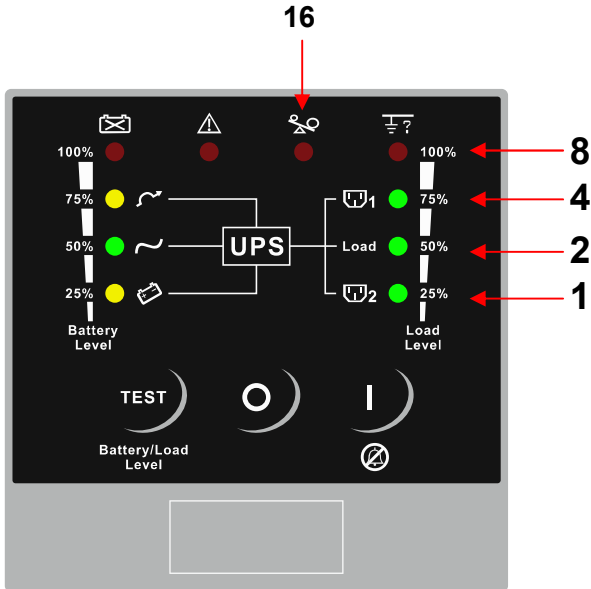 16
?
100% 100% 8
75% 1 75% 4
50% UPS Load 50% 2
25% 2 25% 1
Battery
Level
Load
Level
TEST O I
Battery/Load
Level